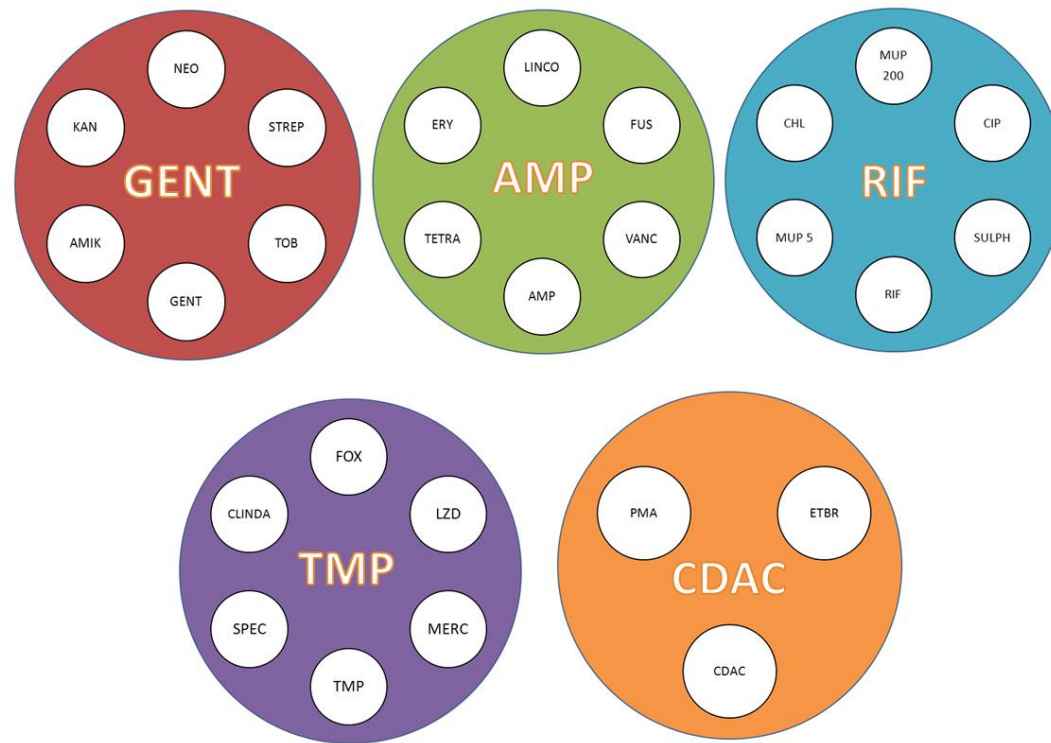 NEO
KAN
STREP
GENT
AMIK
TOB
GENT
LINCO
ERY
FUS
AMP
TETRA
VANC
AMP
MUP
200
CHL
CIP
RIF
MUP 5
SULPH
RIF
FOX
CLINDA
LZD
TMP
SPEC
MERC
TMP
PMA
ETBR
CDAC
CDAC